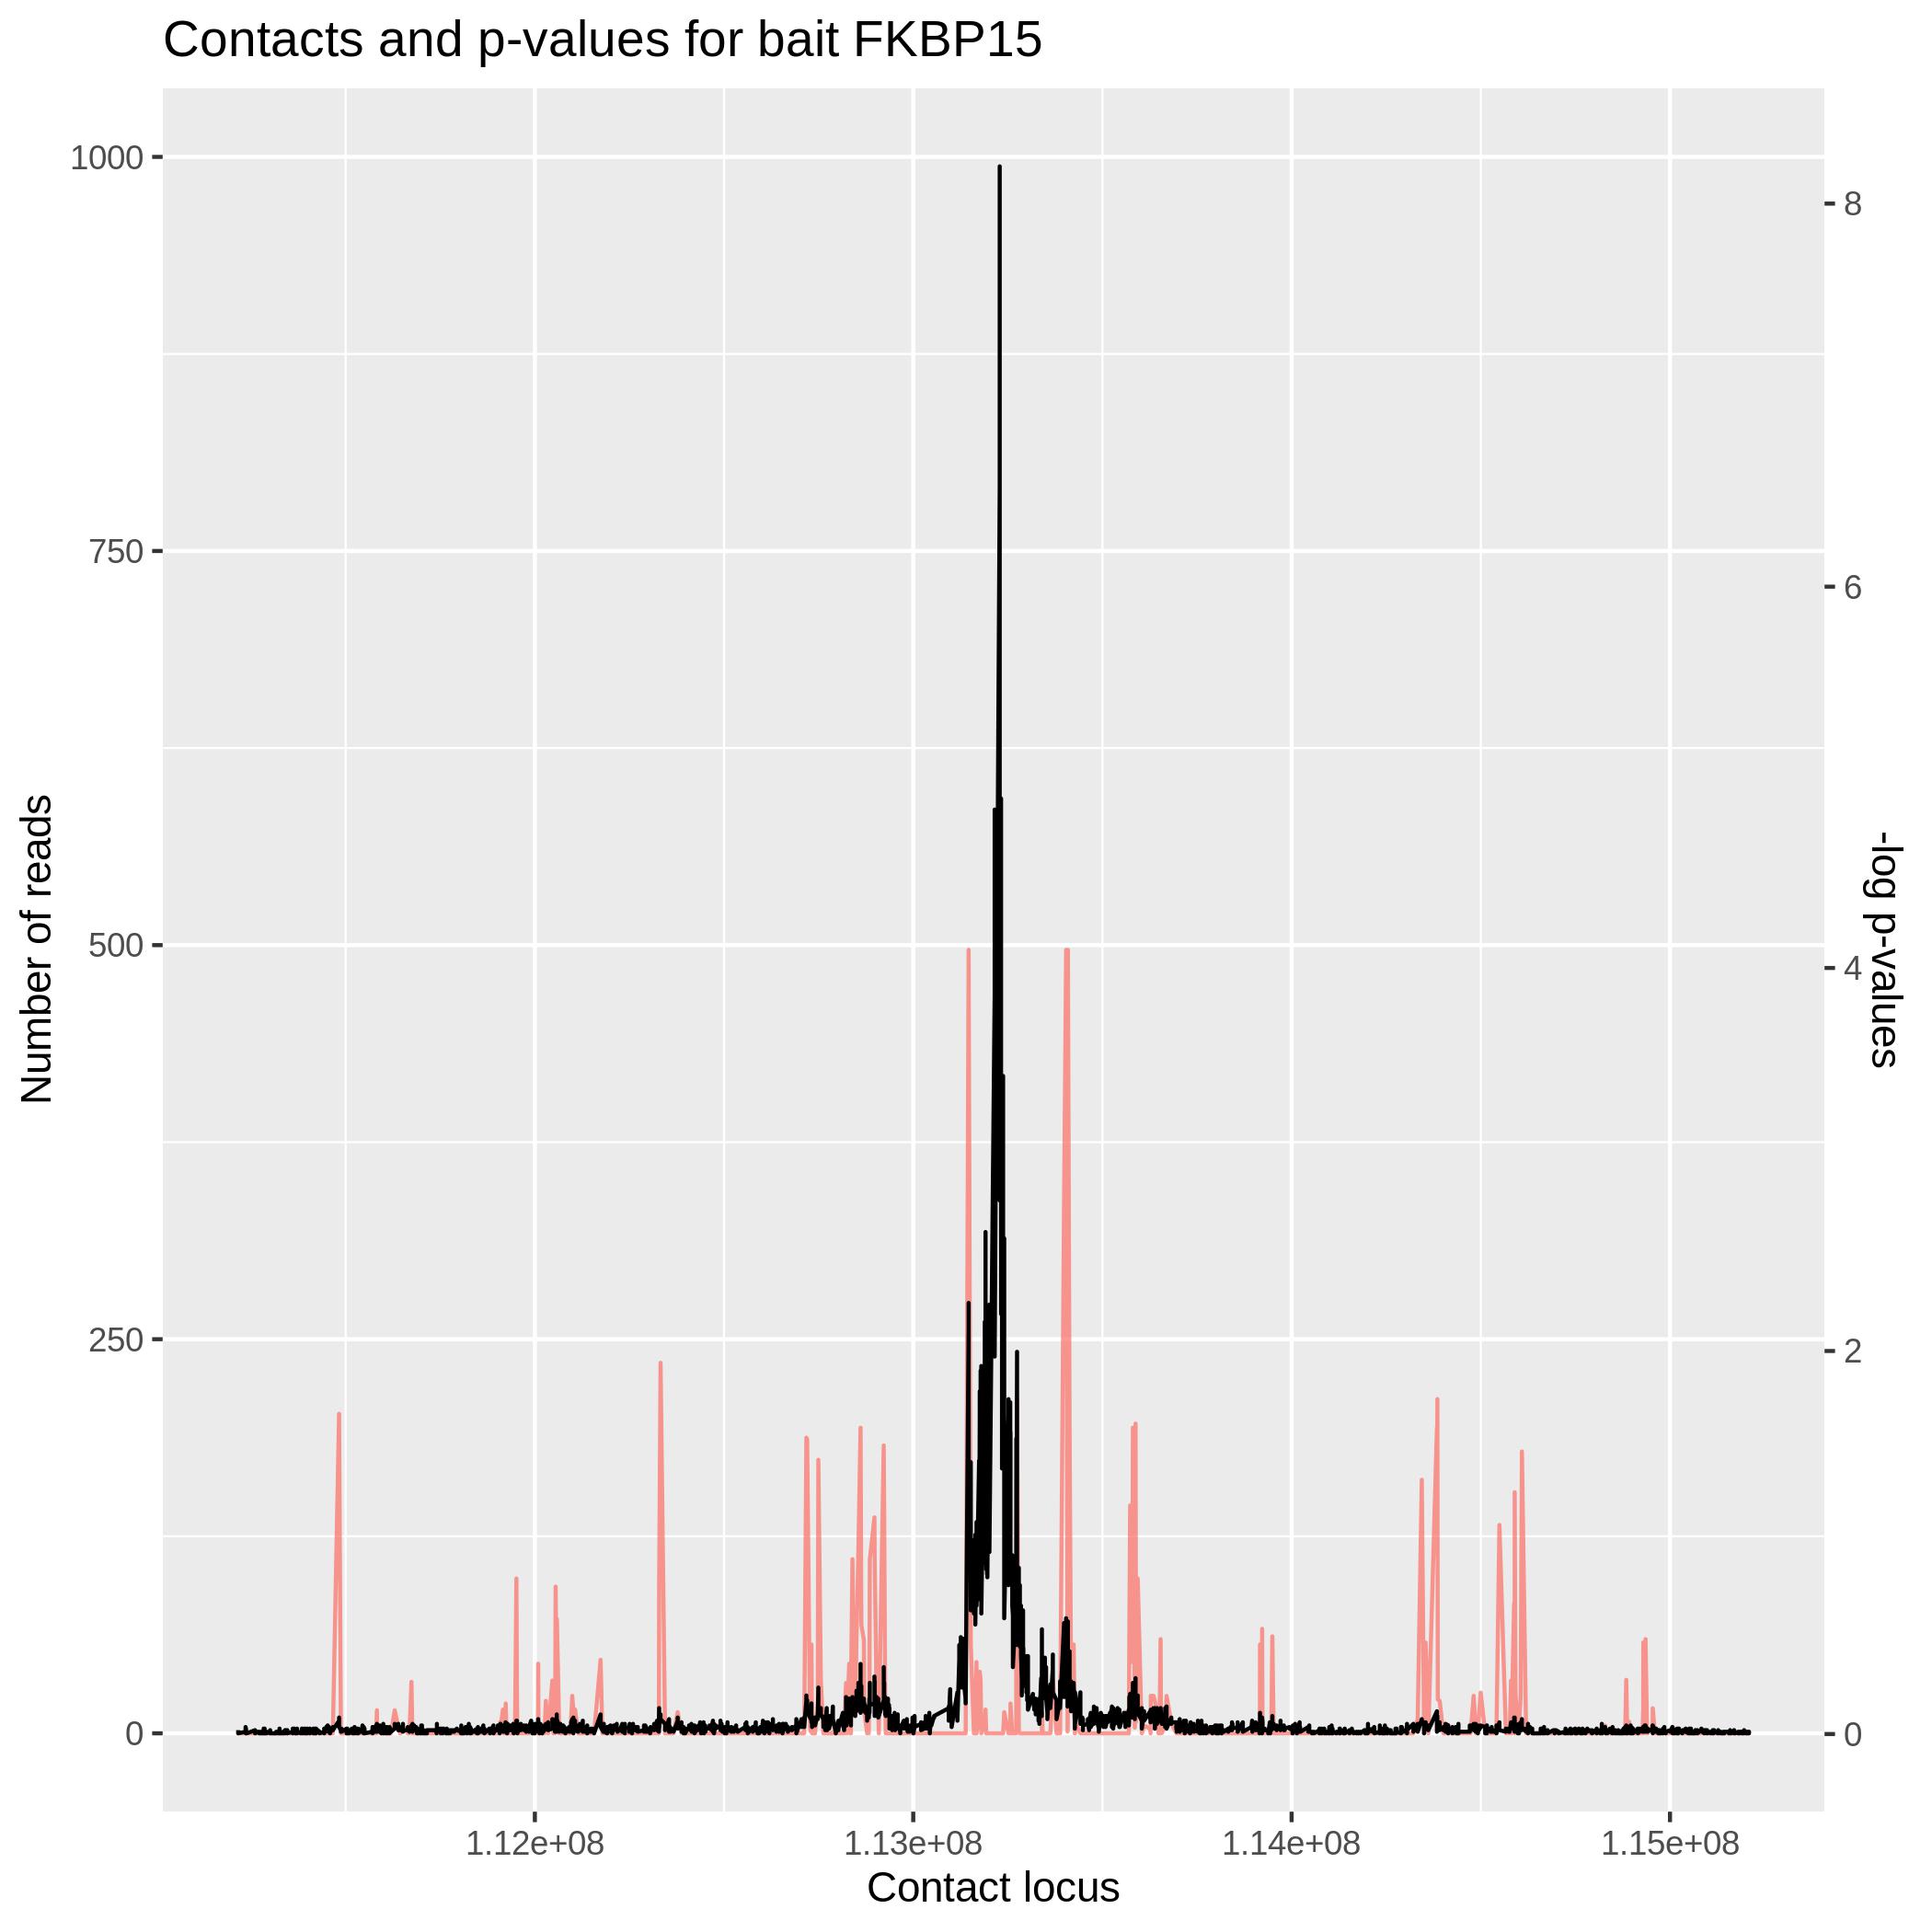 Contacts and p-values for bait FKBP15
1000
750
500
250
0
Number of reads
8
6
4
2
0
-log p-values
1.12e+08
1.13e+08
1.14e+08
1.15e+08
Contact locus